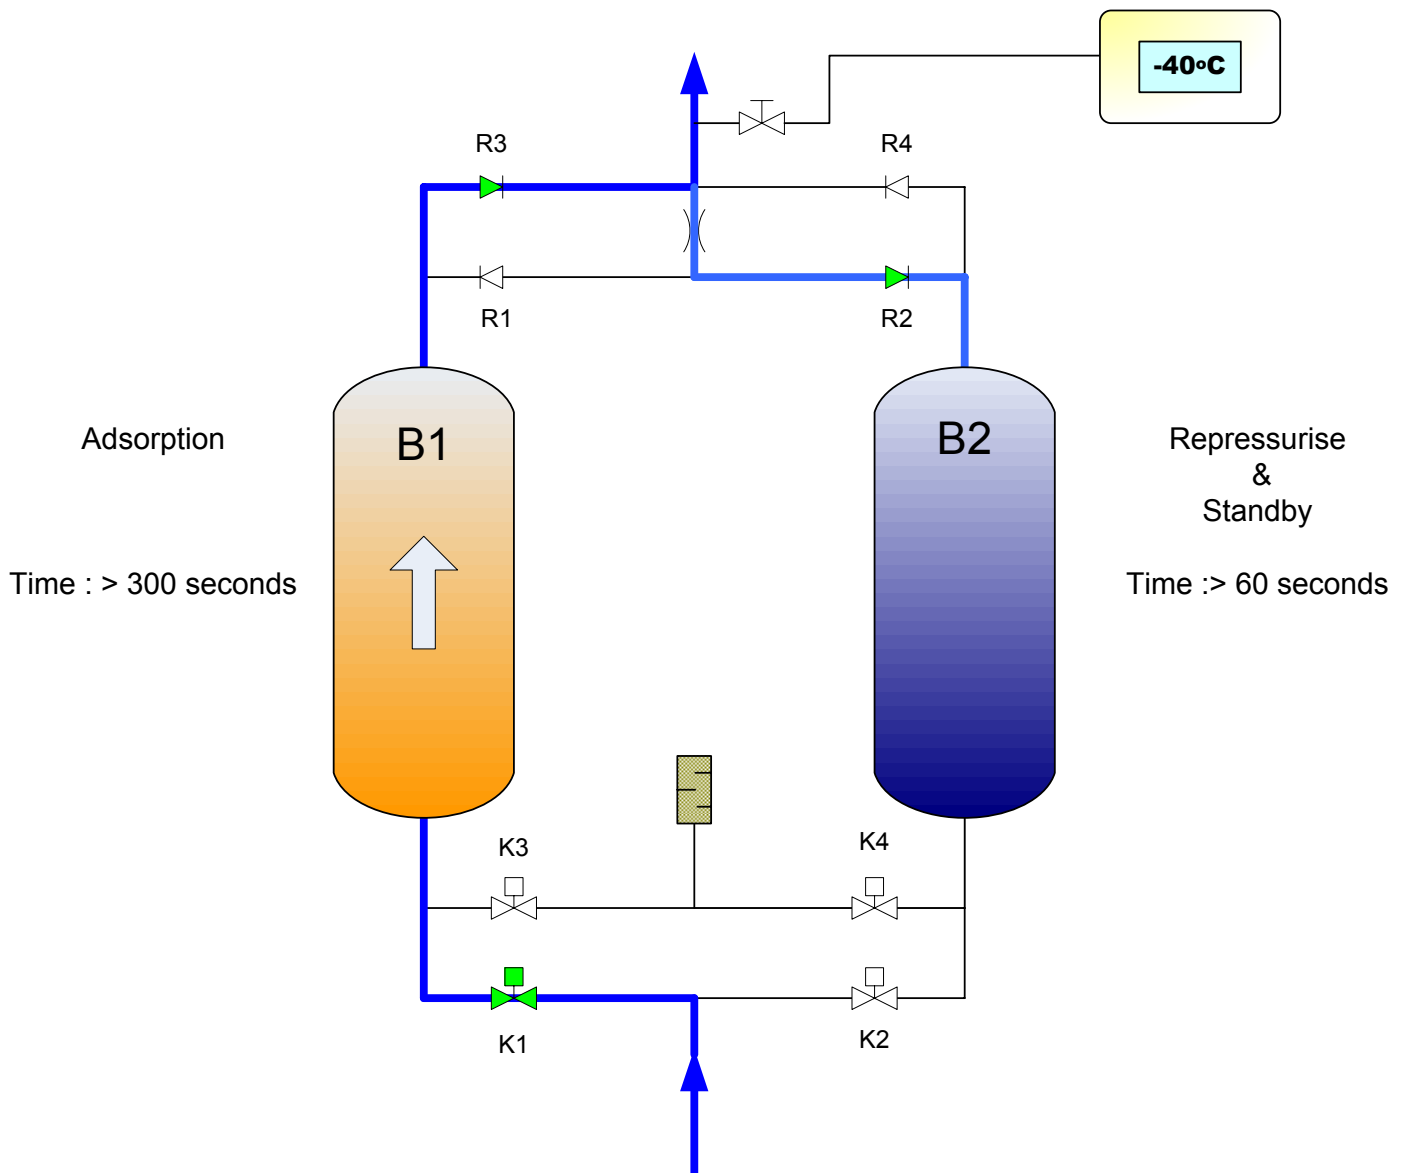 -40ºC
R3
R4
R1
R2
Adsorption
B1
B2
Repressurise
&
Standby
Time : > 300 seconds
Time :> 60 seconds
K3
K4
K1
K2